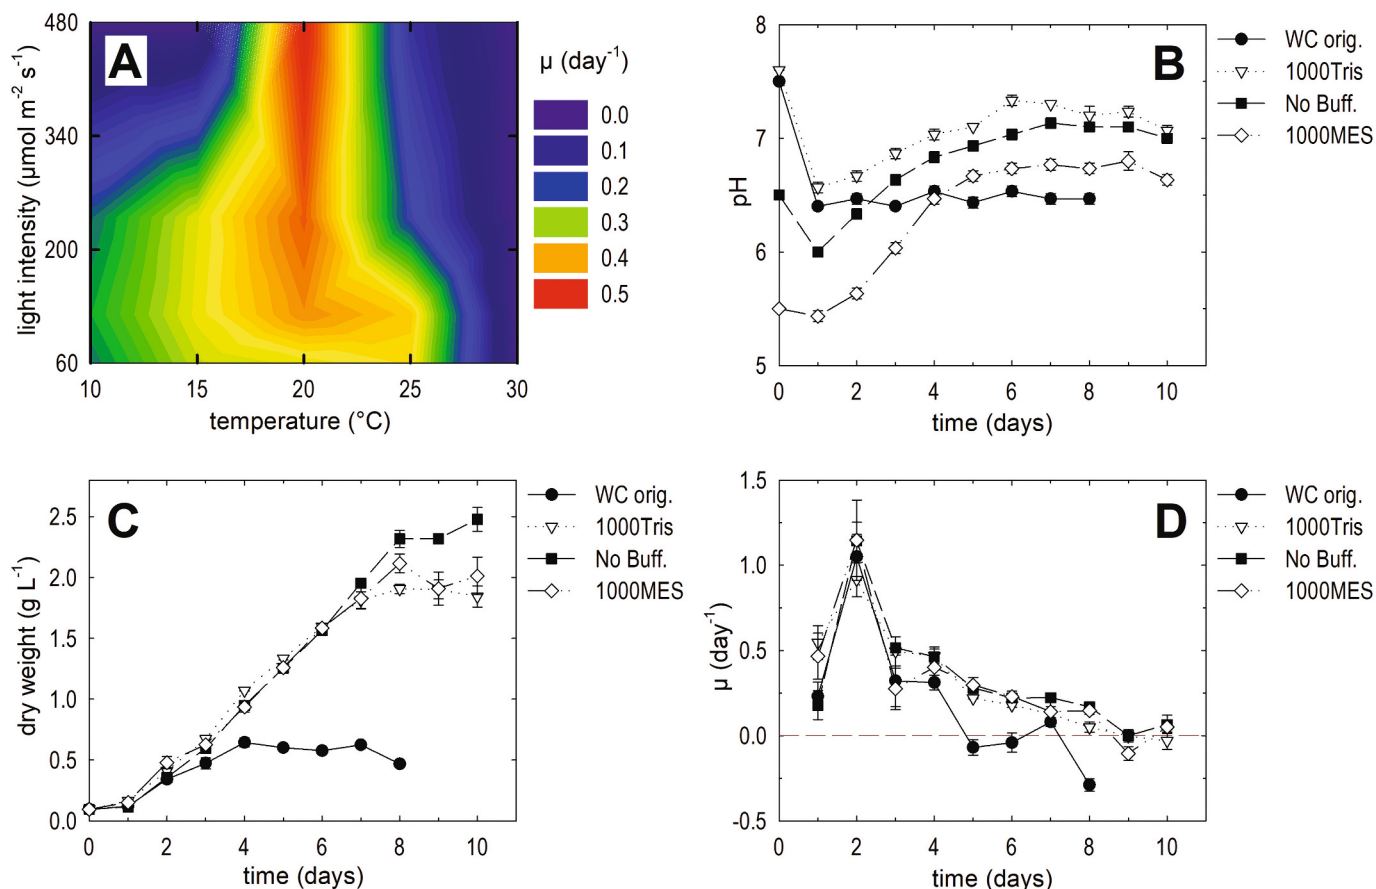 A
480
340
200
60
light intensity (µmol m⁻² s⁻¹)
10
15
20
25
30
temperature (°C)
µ (day⁻¹)
0.0
0.1
0.2
0.3
0.4
0.5
B
8
7
6
5
pH
0
2
4
6
8
10
time (days)
WC orig.
1000Tris
No Buff.
1000MES
C
2.5
2.0
1.5
1.0
0.5
0.0
dry weight (g L⁻¹)
0
2
4
6
8
10
time (days)
WC orig.
1000Tris
No Buff.
1000MES
D
1.5
1.0
0.5
0.0
-0.5
µ (day⁻¹)
0
2
4
6
8
10
time (days)
WC orig.
1000Tris
No Buff.
1000MES